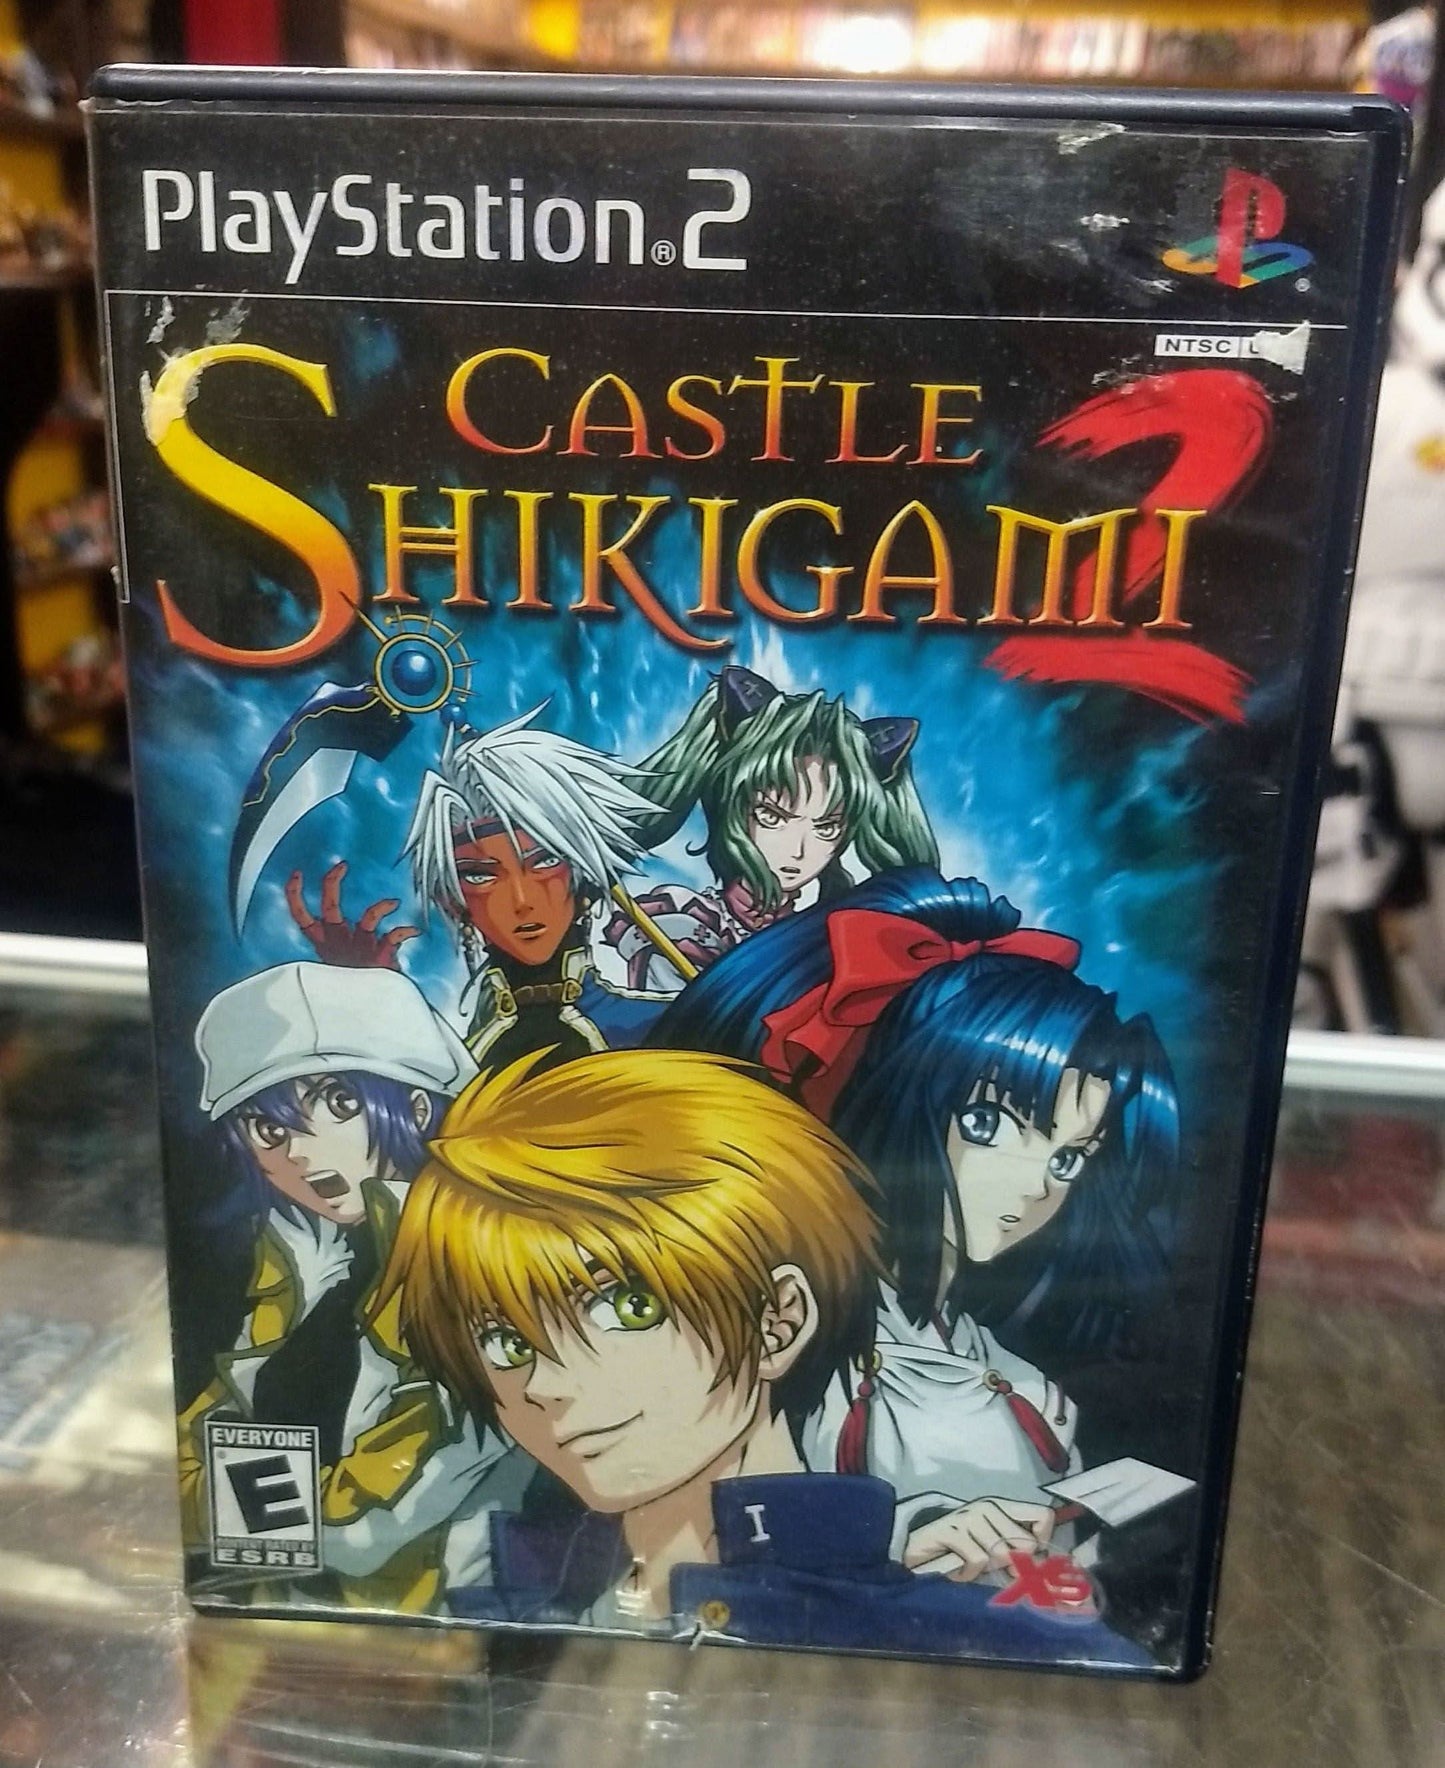 PlayStation®2
NTSC
CASTLE
SHIKIGAMI 2
EVERYONE
E
CONTENT RATED BY
ESRB
I
XS